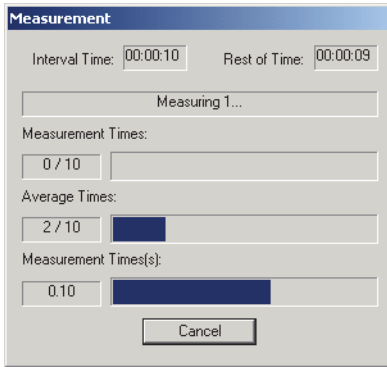 Measurement
Interval Time: 00:00:10 Rest of Time: 00:00:09
Measuring 1...
Measurement Times:
0 / 10
Average Times:
2 / 10
Measurement Times(s):
0.10
Cancel